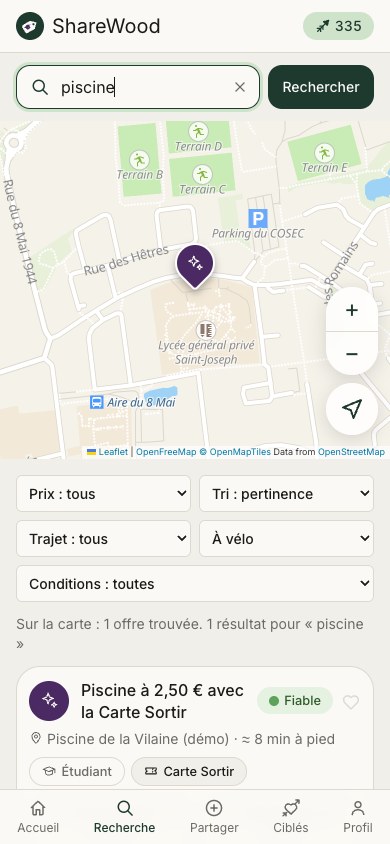 ShareWood
335
piscine
Rechercher
Terrain D
Terrain B
Terrain C
Terrain E
Parking du COSEC
Rue du 8 Mai 1944
Rue des Hêtres
es Romains
+
Lycée général privé
Saint-Joseph
−
Aire du 8 Mai
Leaflet | OpenFreeMap © OpenMapTiles Data from OpenStreetMap
Prix : tous
Tri : pertinence
Trajet : tous
À vélo
Conditions : toutes
Sur la carte : 1 offre trouvée. 1 résultat pour « piscine
»
Piscine à 2,50 € avec
la Carte Sortir
Fiable
Piscine de la Vilaine (démo) · ≈ 8 min à pied
Étudiant
Carte Sortir
Accueil
Recherche
Partager
Ciblés
Profil